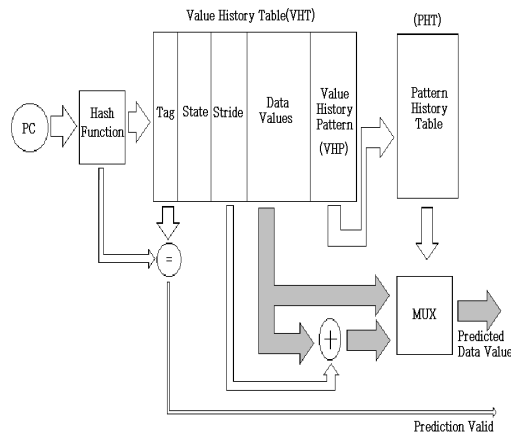 Value History Table(VHT)
(PHT)
PC
Hash
Function
Tag
State
Stride
Data
Values
Value
History
Pattern
(VHP)
Pattern
History
Table
=
+
MUX
Predicted
Data Value
Prediction Valid